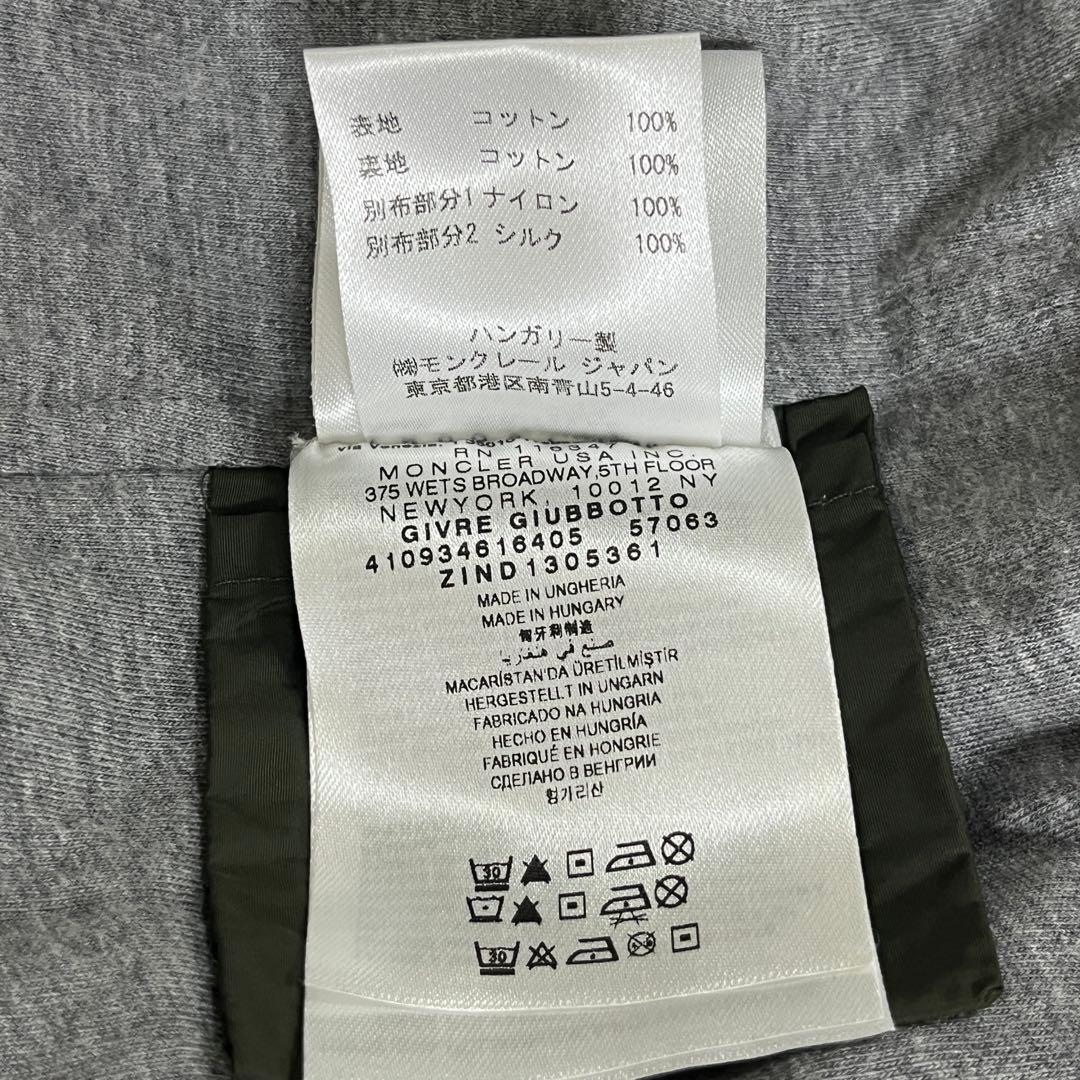 表地 コットン 100%
裏地 コットン 100%
別布部分1 ナイロン 100%
別布部分2 シルク 100%
ハンガリー製
㈱モンクレール ジャパン
東京都港区南青山5-4-46
MONCLER USA INC.
375 WETS BROADWAY,5TH FLOOR
NEWYORK, 10012 NY
GIVRE GIUBBOTTO
410934616405 57063
ZIND1305361
MADE IN UNGHERIA
MADE IN HUNGARY
匈牙利制造
صنع في هنغاريا
MACARİSTAN'DA ÜRETİLMİŞTİR
HERGESTELLT IN UNGARN
FABRICADO NA HUNGRIA
HECHO EN HUNGRÍA
FABRIQUÉ EN HONGRIE
СДЕЛАНО В ВЕНГРИИ
헝가리산
30
30